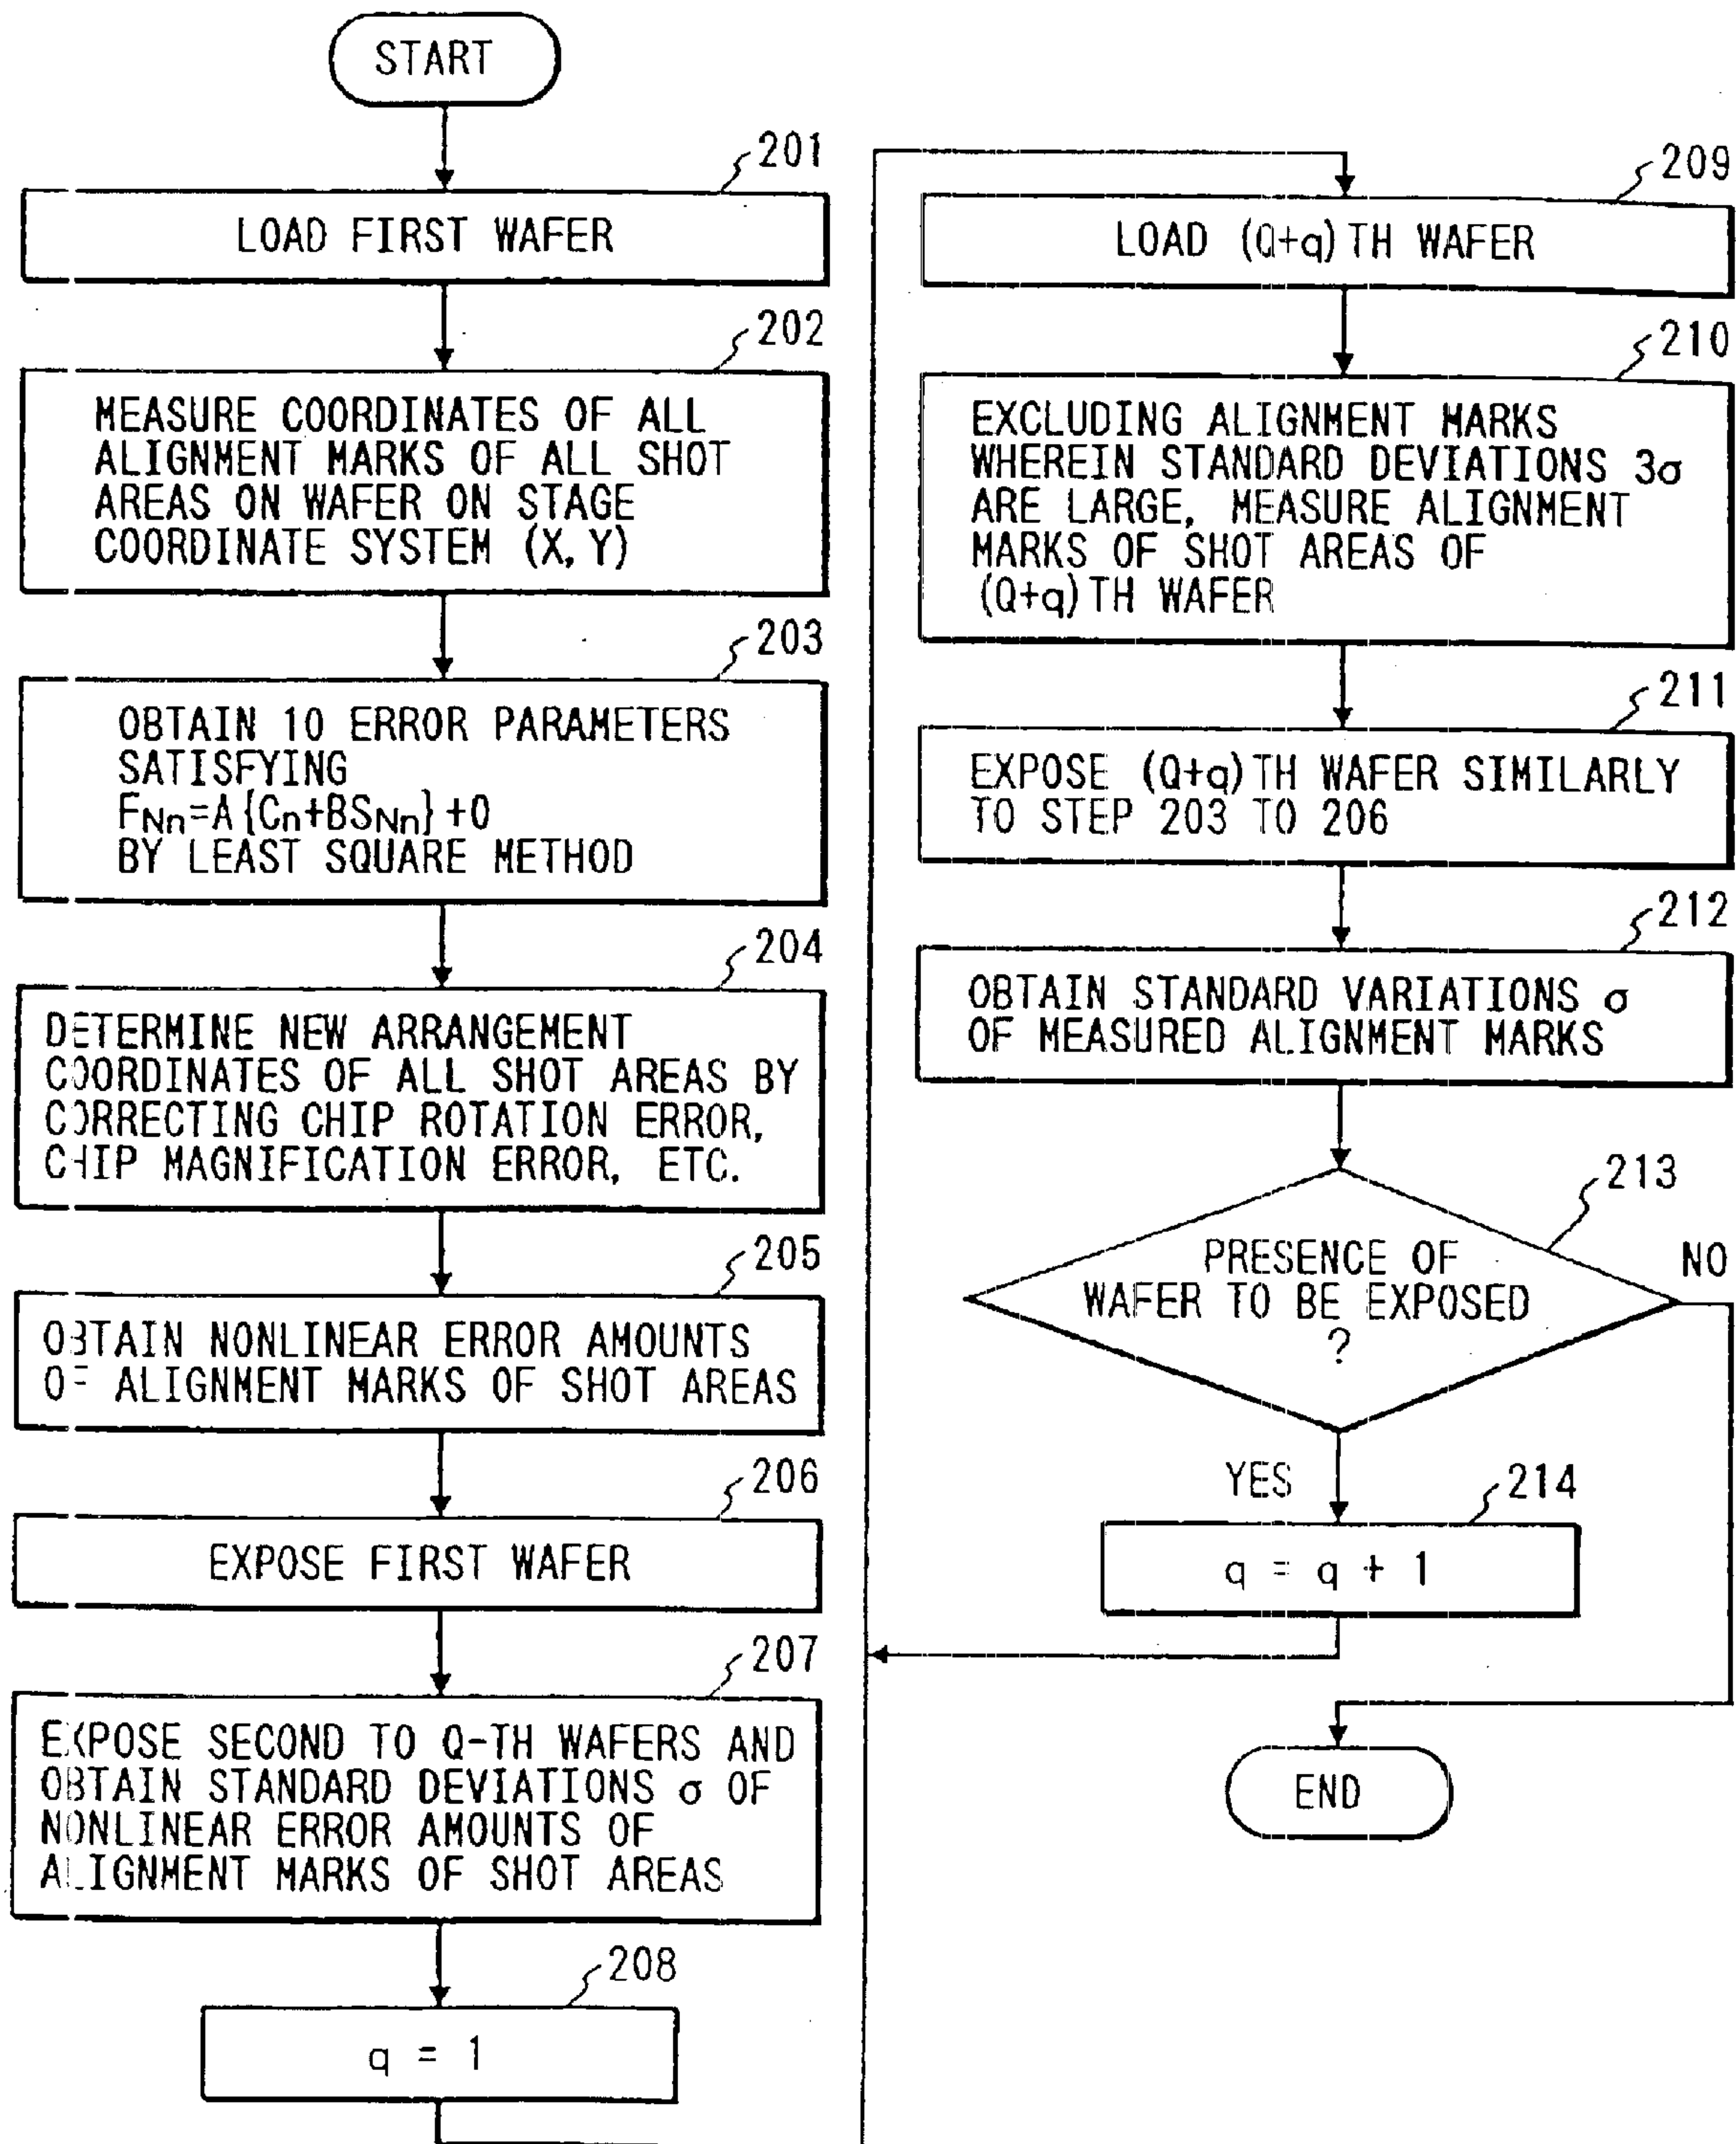 START
201
LOAD FIRST WAFER
202
MEASURE COORDINATES OF ALL
ALIGNMENT MARKS OF ALL SHOT
AREAS ON WAFER ON STAGE
COORDINATE SYSTEM (X, Y)
203
OBTAIN 10 ERROR PARAMETERS
SATISFYING
FNn=A{Cn+BSNn}+O
BY LEAST SQUARE METHOD
204
DETERMINE NEW ARRANGEMENT
COORDINATES OF ALL SHOT AREAS BY
CORRECTING CHIP ROTATION ERROR,
CHIP MAGNIFICATION ERROR, ETC.
205
OBTAIN NONLINEAR ERROR AMOUNTS
OF ALIGNMENT MARKS OF SHOT AREAS
206
EXPOSE FIRST WAFER
207
EXPOSE SECOND TO Q-TH WAFERS AND
OBTAIN STANDARD DEVIATIONS σ OF
NONLINEAR ERROR AMOUNTS OF
ALIGNMENT MARKS OF SHOT AREAS
208
q = 1
209
LOAD (Q+q)TH WAFER
210
EXCLUDING ALIGNMENT MARKS
WHEREIN STANDARD DEVIATIONS 3σ
ARE LARGE, MEASURE ALIGNMENT
MARKS OF SHOT AREAS OF
(Q+q)TH WAFER
211
EXPOSE (Q+q)TH WAFER SIMILARLY
TO STEP 203 TO 206
212
OBTAIN STANDARD VARIATIONS σ
OF MEASURED ALIGNMENT MARKS
213
PRESENCE OF
WAFER TO BE EXPOSED
?
NO
YES
214
q = q + 1
END